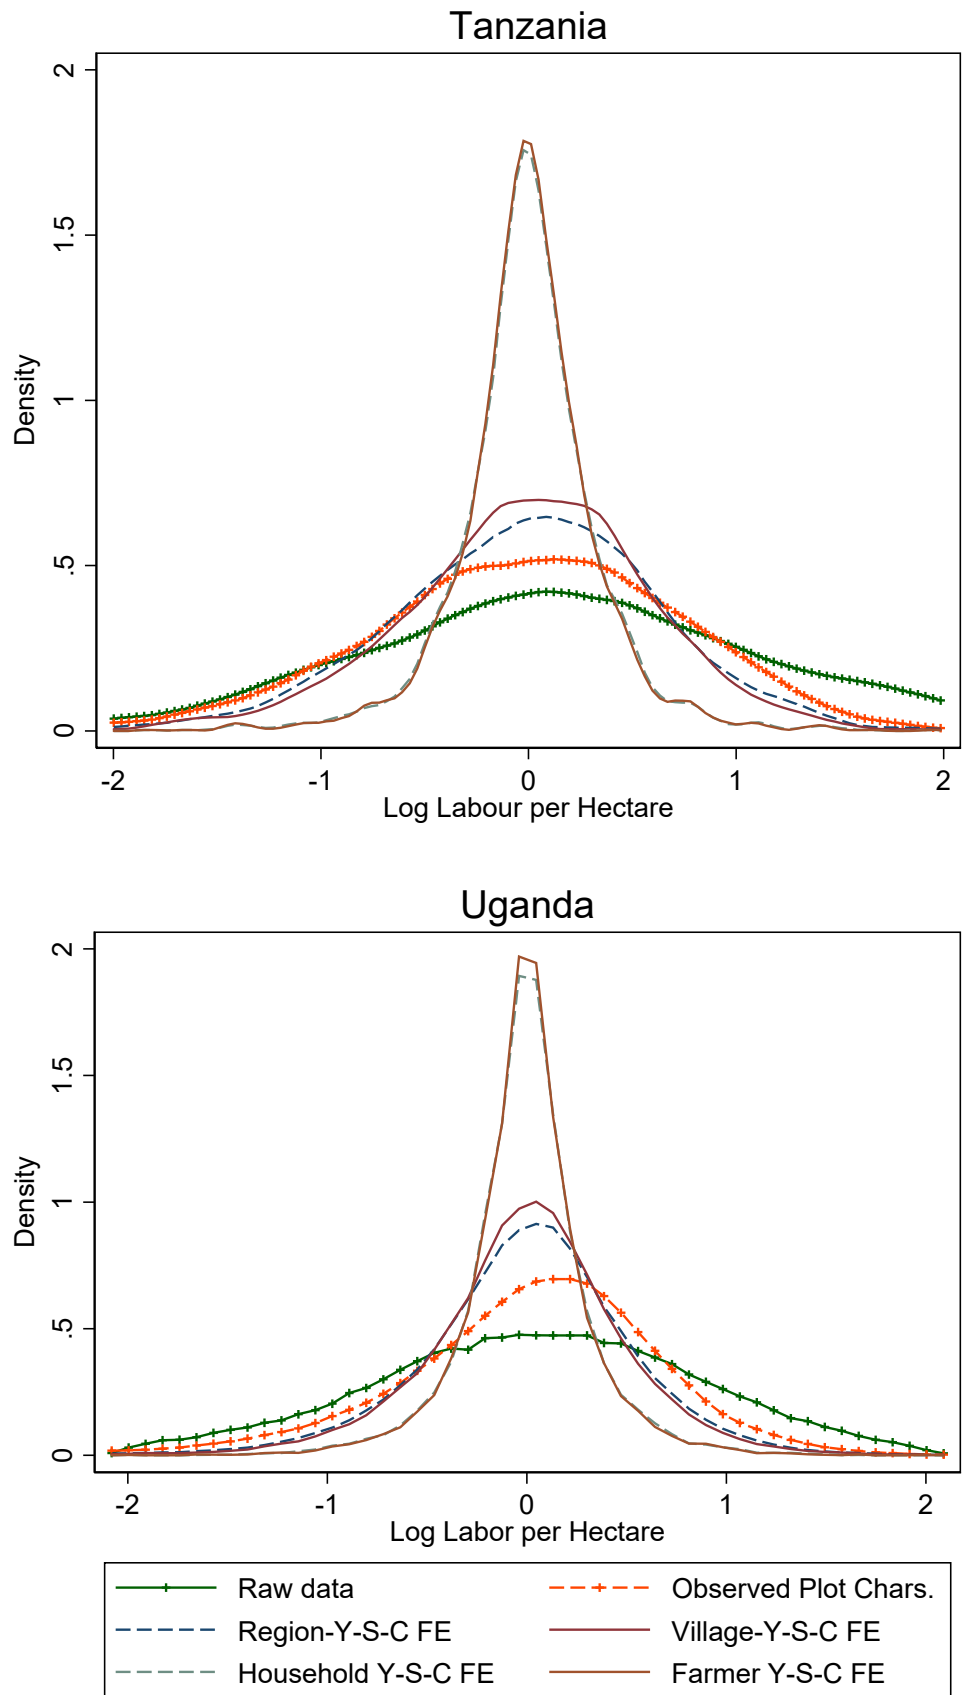 Tanzania
2
1.5
1
.5
0
Density
-2 -1 0 1 2
Log Labour per Hectare
Uganda
2
1.5
1
.5
0
Density
-2 -1 0 1 2
Log Labor per Hectare
Raw data Observed Plot Chars.
Region-Y-S-C FE Village-Y-S-C FE
Household Y-S-C FE Farmer Y-S-C FE